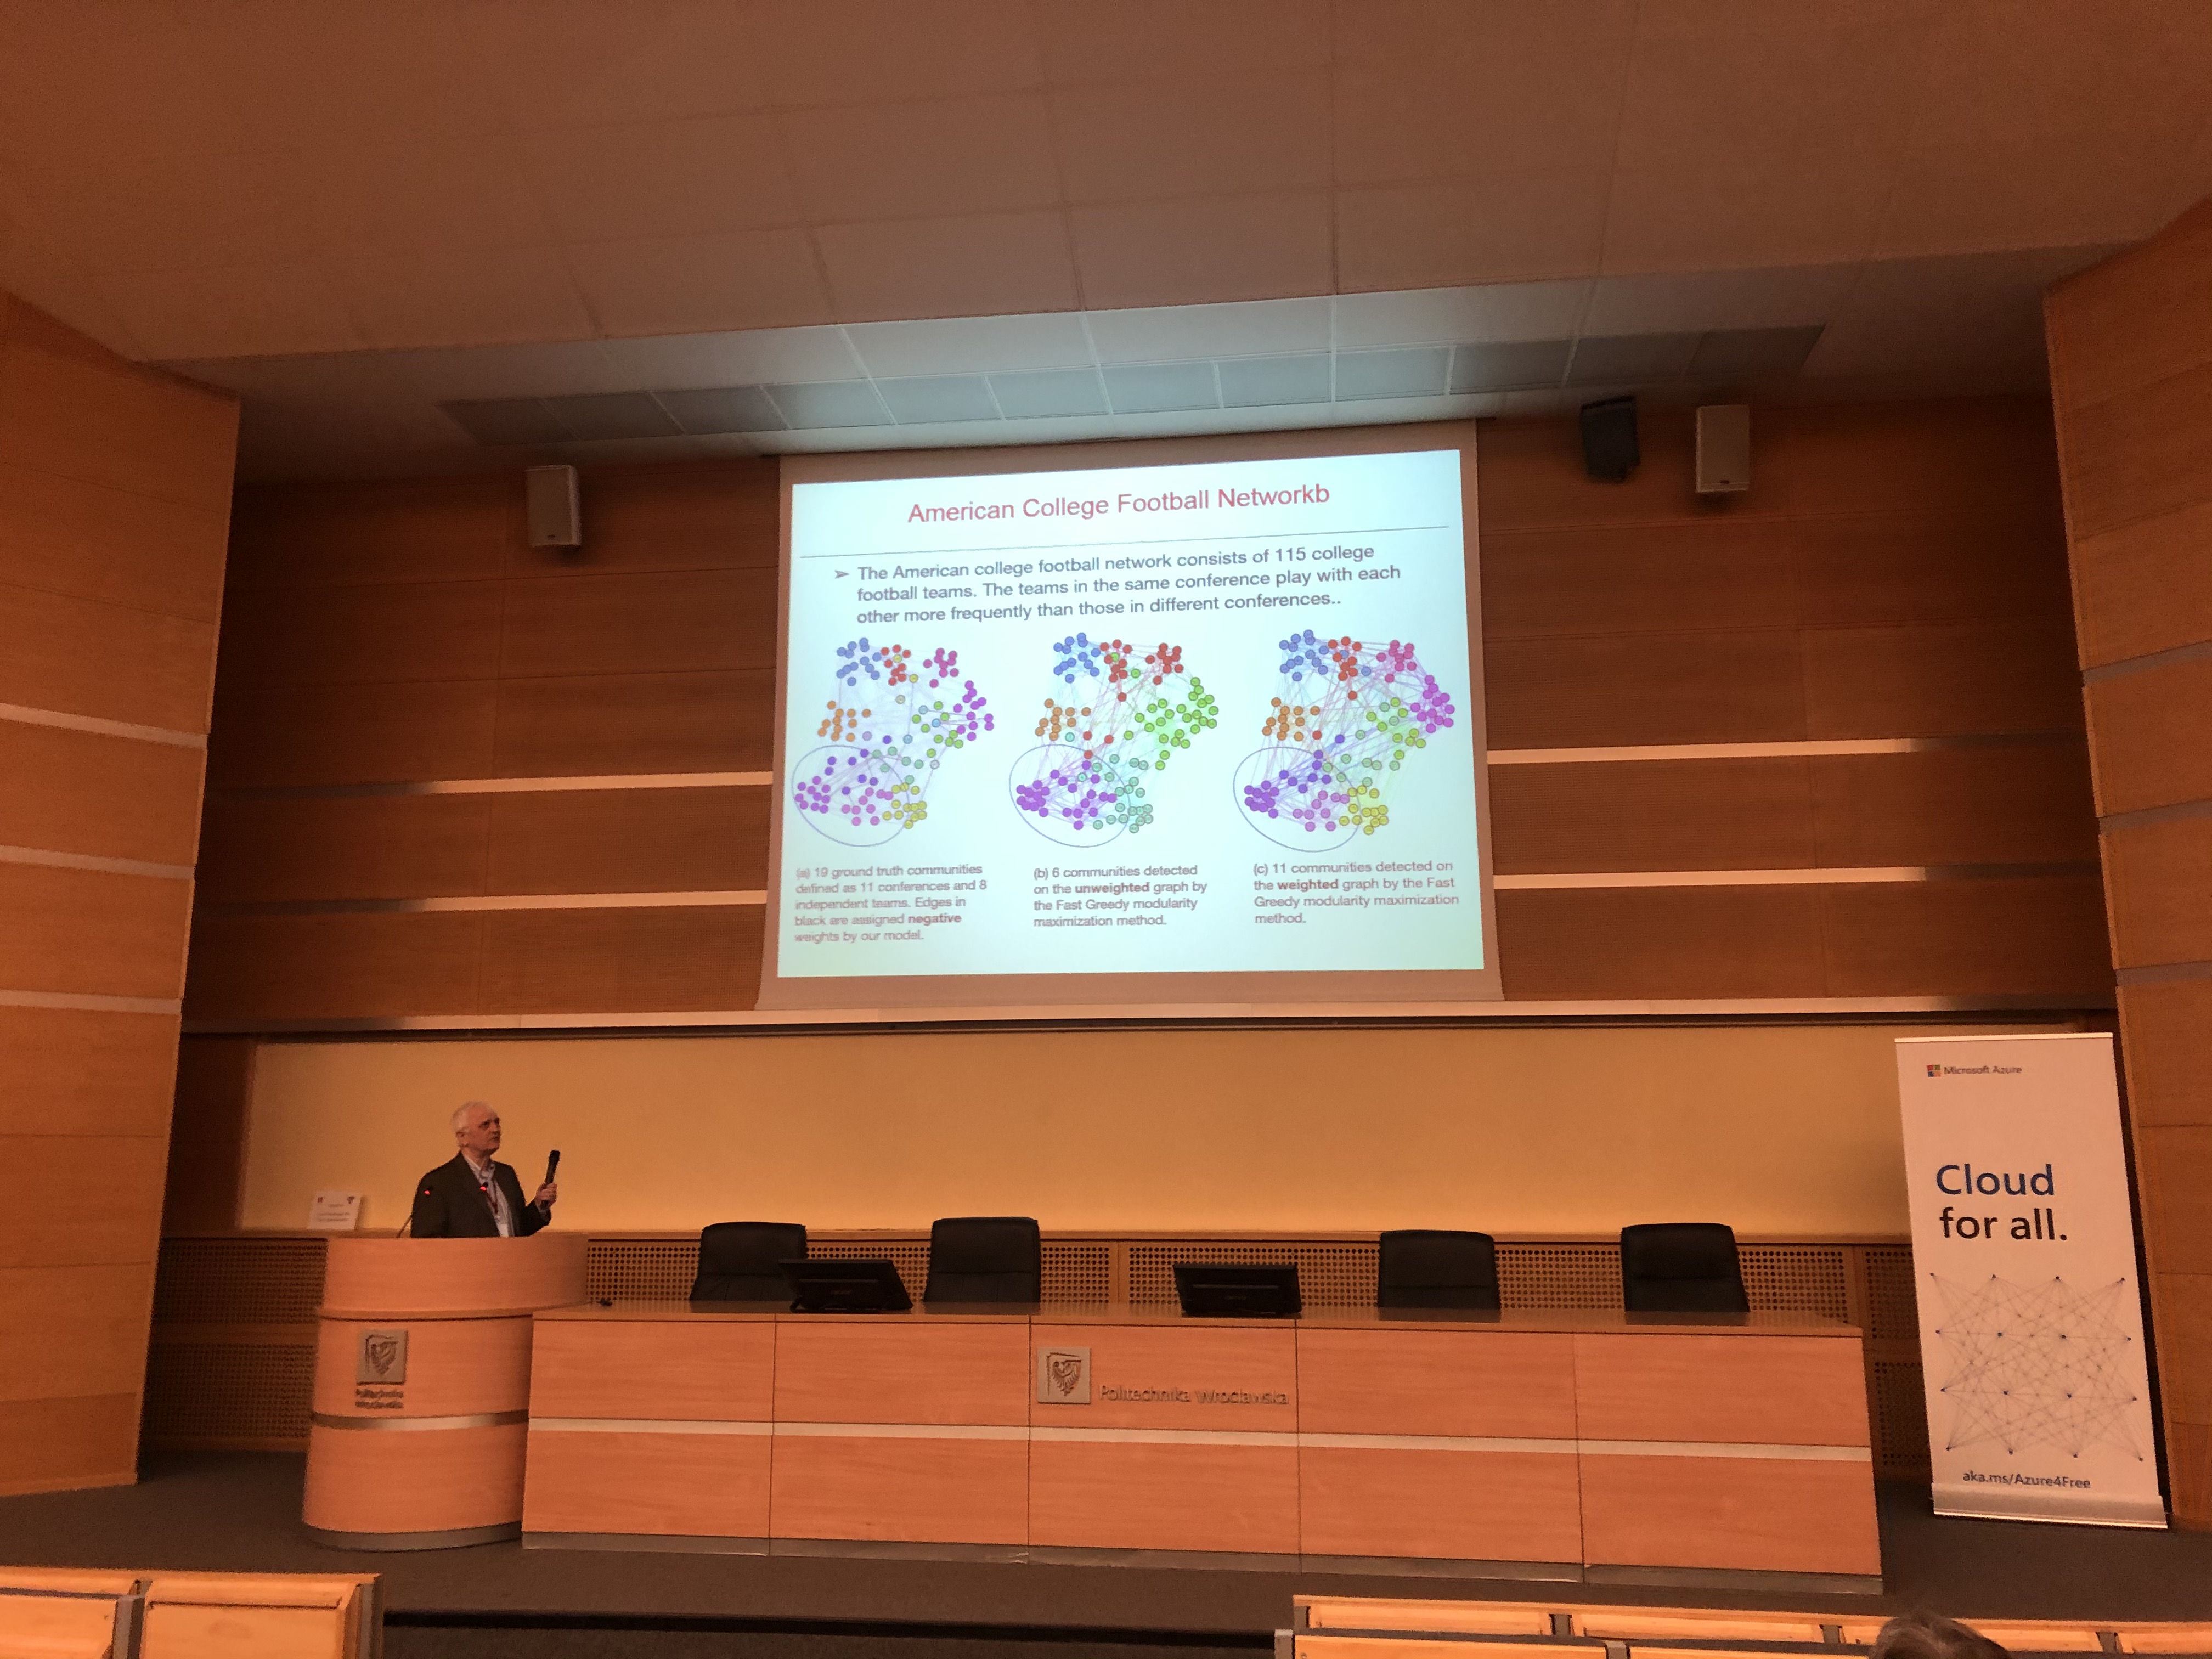 American College Football Networkb
➢ The American college football network consists of 115 college
football teams. The teams in the same conference play with each
other more frequently than those in different conferences..
(a) 19 ground truth communities
defined as 11 conferences and 8
independent teams. Edges in
black are assigned negative
weights by our model.
(b) 6 communities detected
on the unweighted graph by
the Fast Greedy modularity
maximization method.
(c) 11 communities detected on
the weighted graph by the Fast
Greedy modularity maximization
method.
Microsoft Azure
Cloud
for all.
aka.ms/Azure4Free
Politechnika
Wrocławska
Politechnika Wrocławska